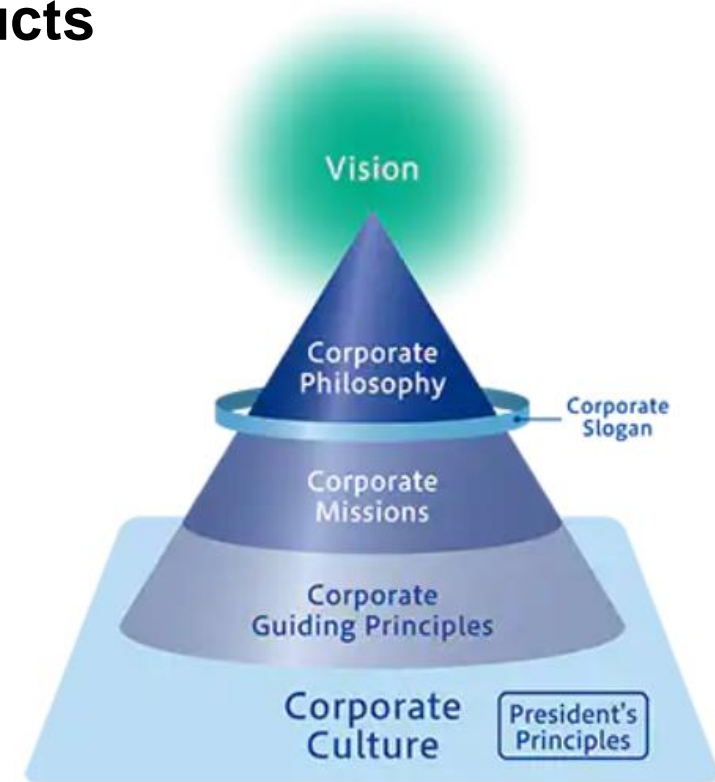 ucts
Vision
Corporate
Philosophy
Corporate
Slogan
Corporate
Missions
Corporate
Guiding Principles
Corporate
Culture
President's
Principles